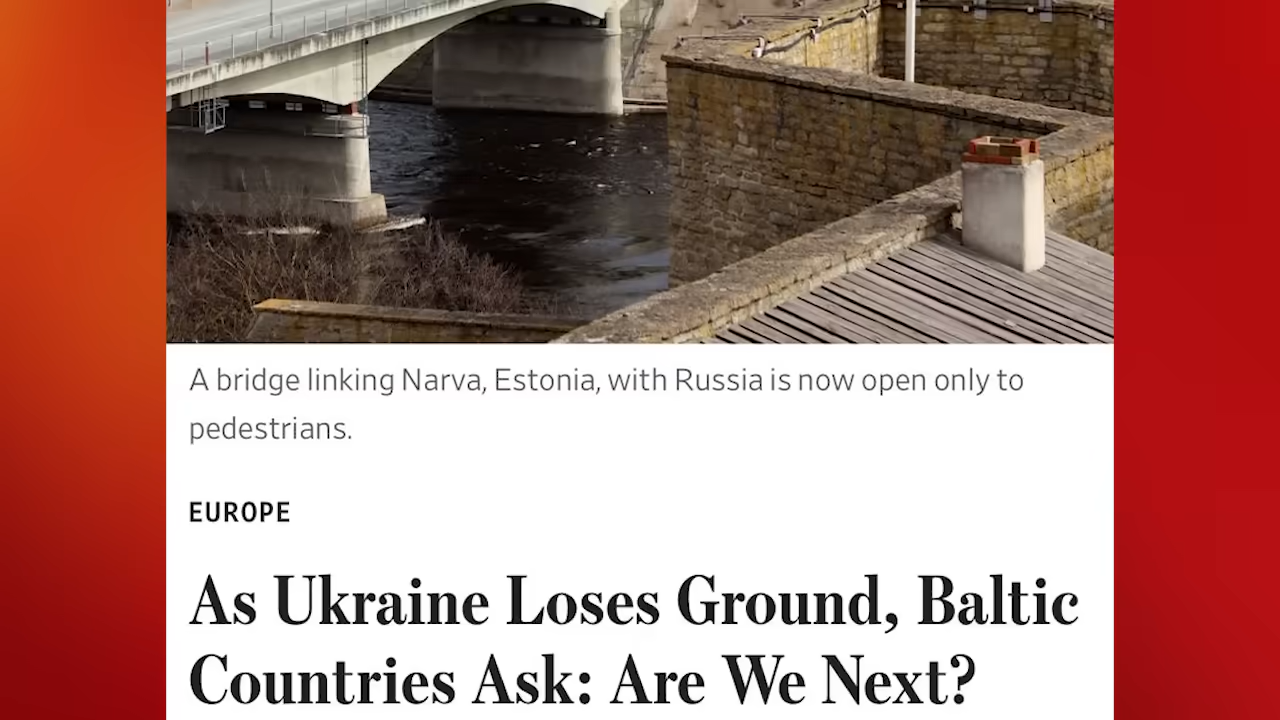 A bridge linking Narva, Estonia, with Russia is now open only to
pedestrians.
EUROPE
As Ukraine Loses Ground, Baltic
Countries Ask: Are We Next?